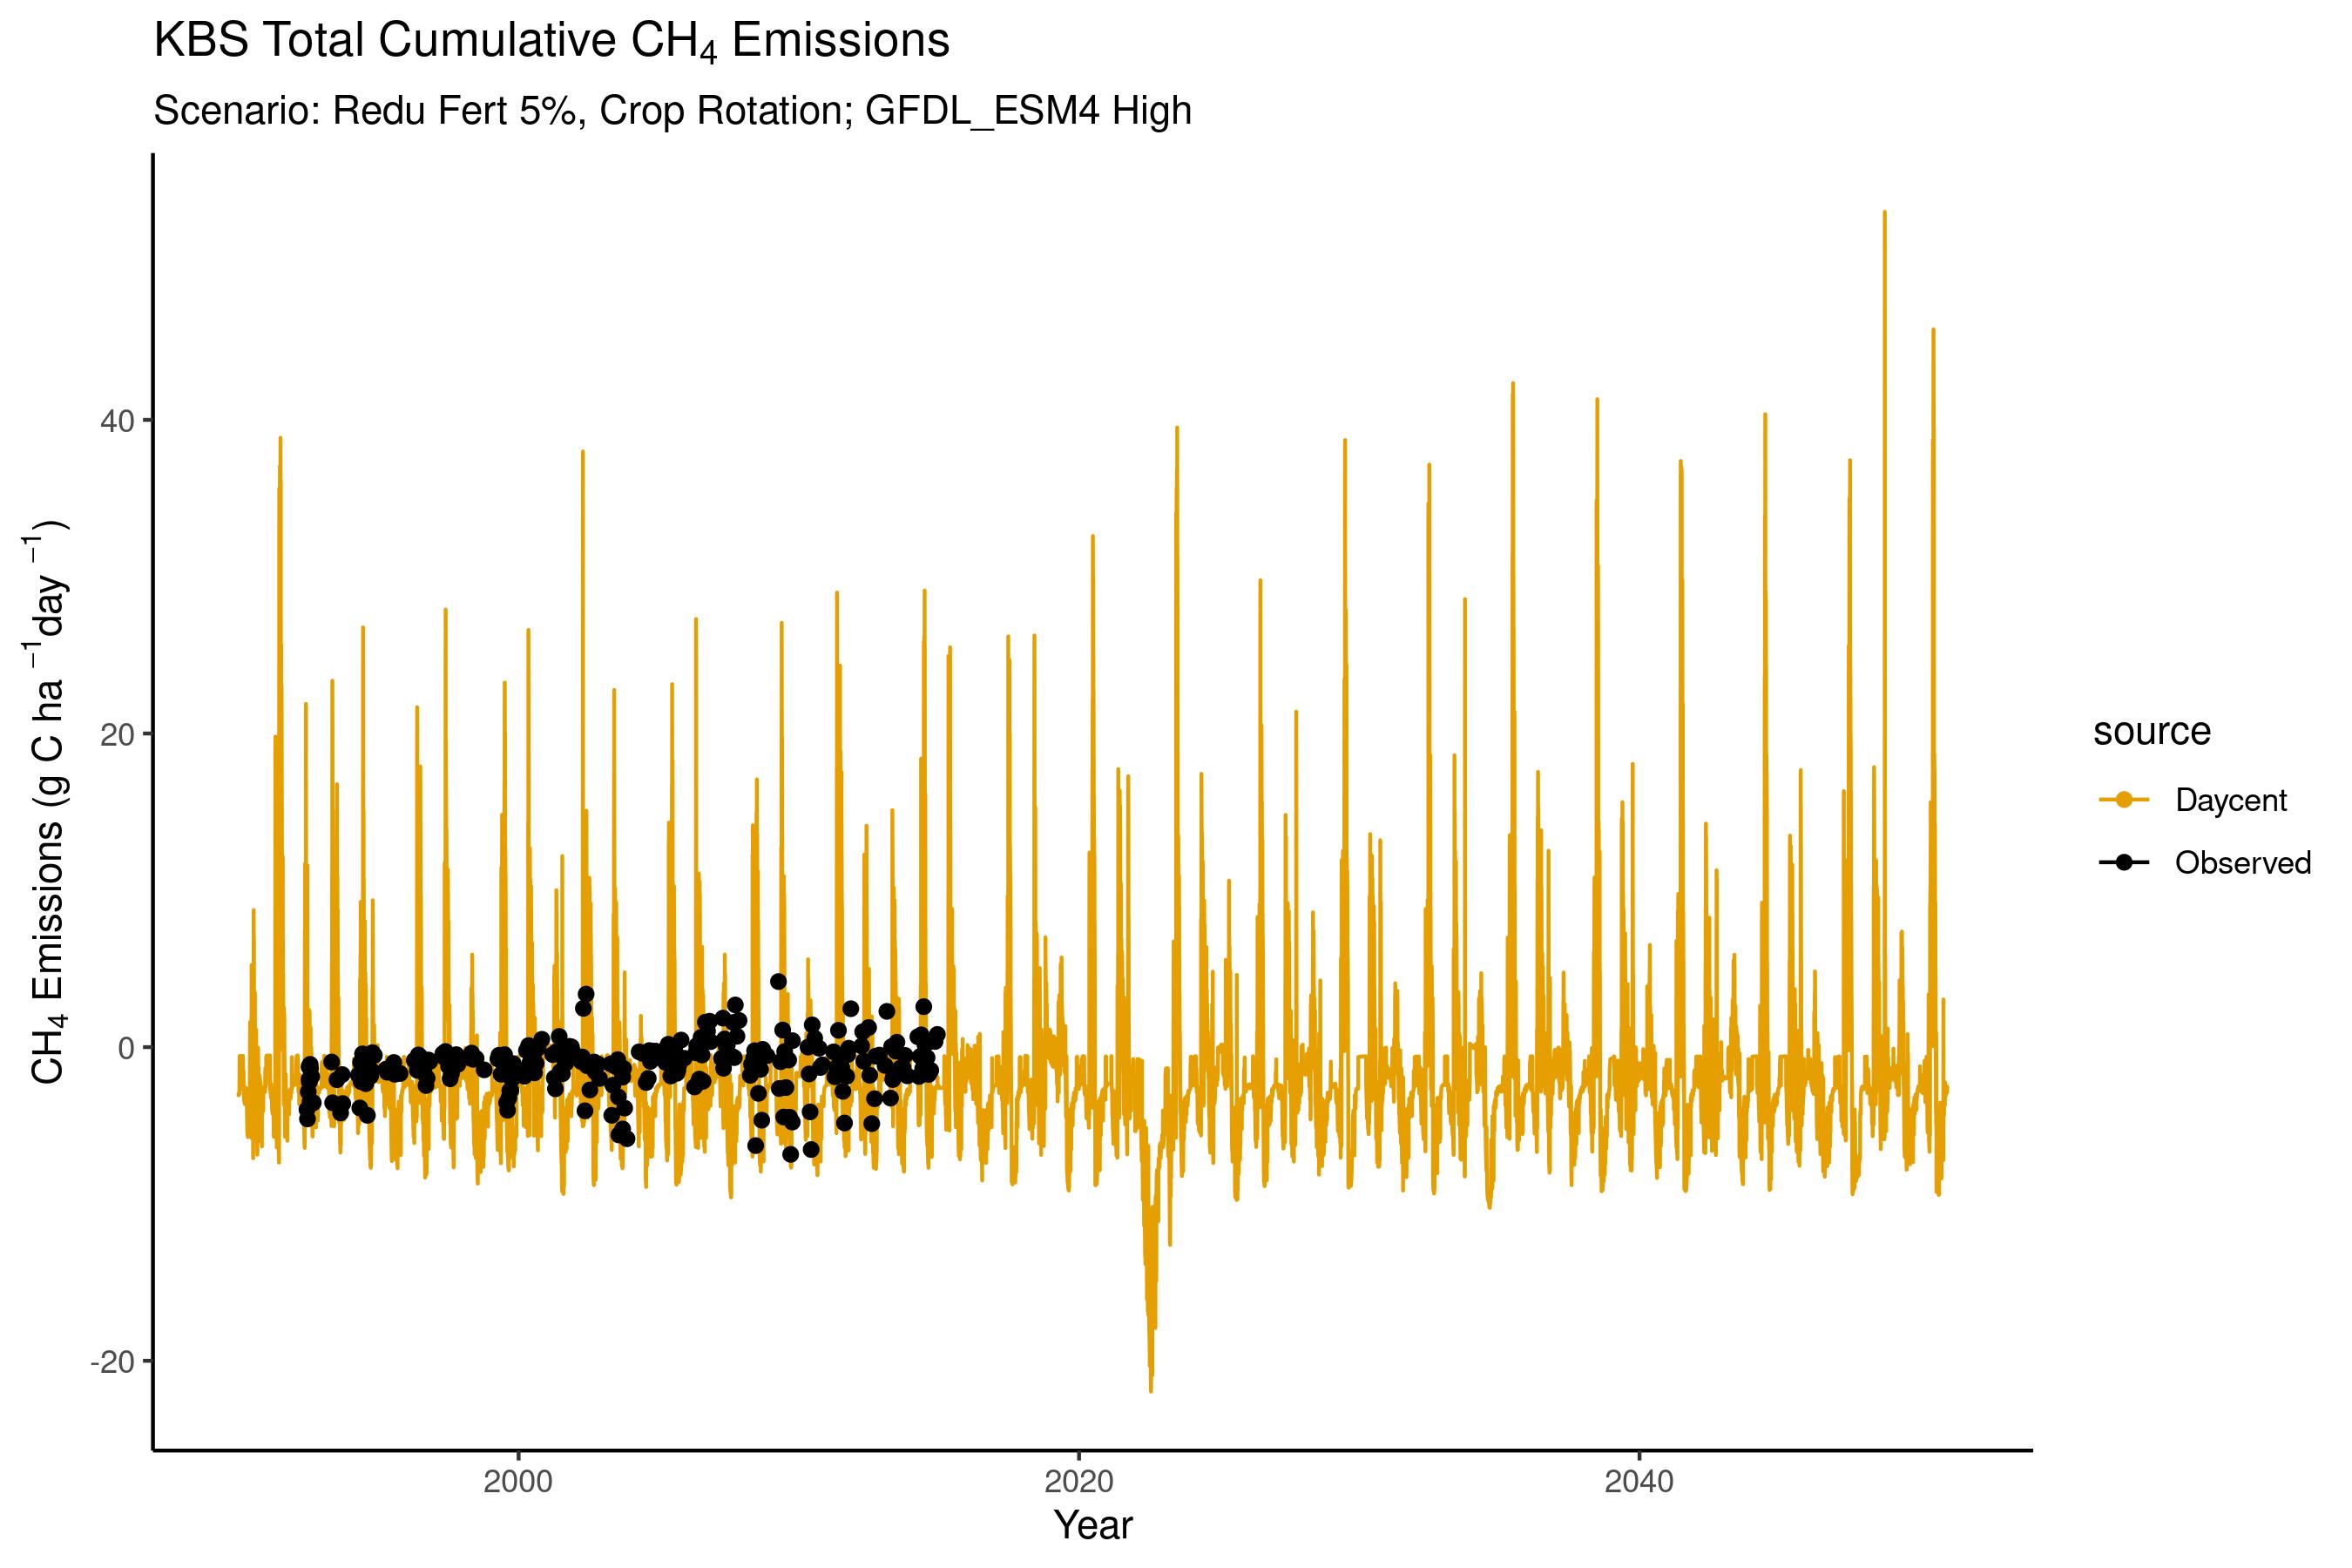 KBS Total Cumulative CH₄ Emissions
Scenario: Redu Fert 5%, Crop Rotation; GFDL_ESM4 High
CH₄ Emissions (g C ha ⁻¹day ⁻¹)
40
20
0
-20
2000
2020
2040
Year
source
Daycent
Observed